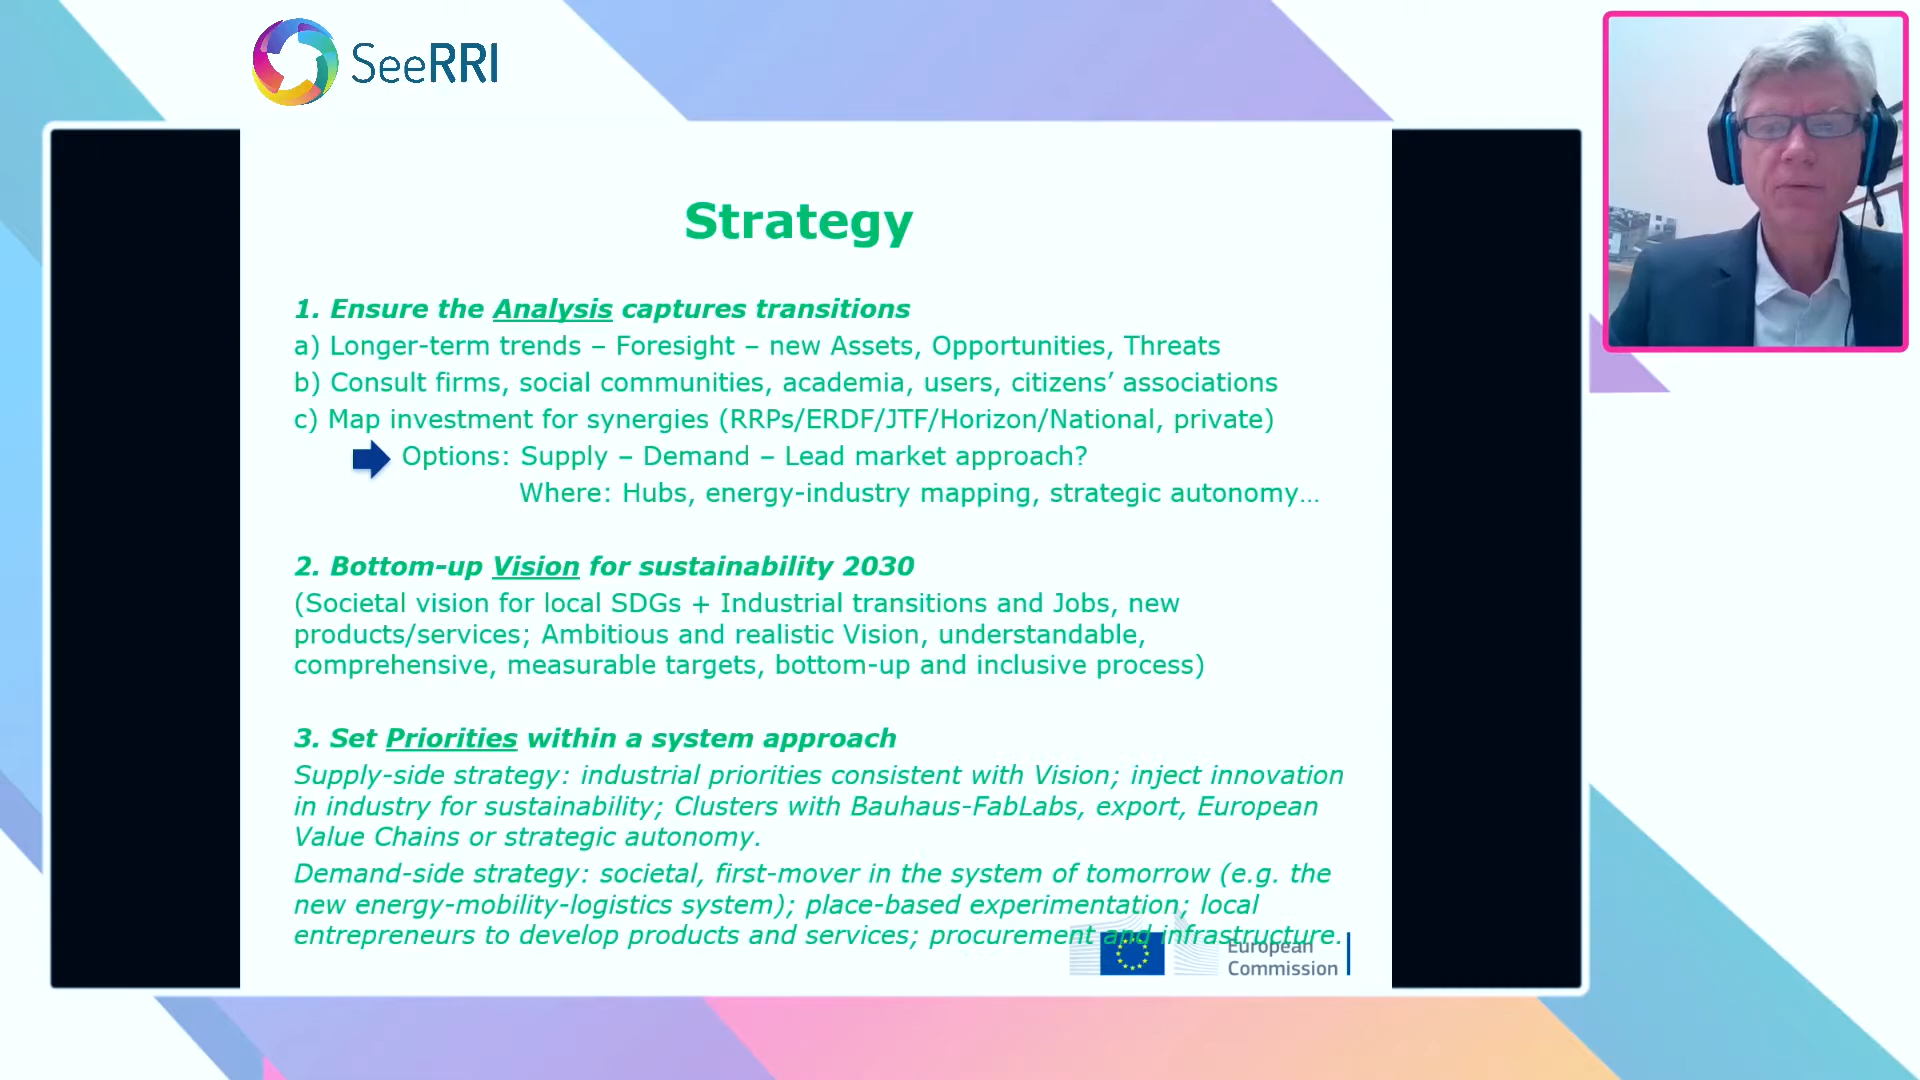 SeeRRI
Strategy
1. Ensure the Analysis captures transitions
a) Longer-term trends – Foresight – new Assets, Opportunities, Threats
b) Consult firms, social communities, academia, users, citizens’ associations
c) Map investment for synergies (RRPs/ERDF/JTF/Horizon/National, private)
Options: Supply – Demand – Lead market approach?
Where: Hubs, energy-industry mapping, strategic autonomy…
2. Bottom-up Vision for sustainability 2030
(Societal vision for local SDGs + Industrial transitions and Jobs, new
products/services; Ambitious and realistic Vision, understandable,
comprehensive, measurable targets, bottom-up and inclusive process)
3. Set Priorities within a system approach
Supply-side strategy: industrial priorities consistent with Vision; inject innovation
in industry for sustainability; Clusters with Bauhaus-FabLabs, export, European
Value Chains or strategic autonomy.
Demand-side strategy: societal, first-mover in the system of tomorrow (e.g. the
new energy-mobility-logistics system); place-based experimentation; local
entrepreneurs to develop products and services; procurement and infrastructure.
European
Commission